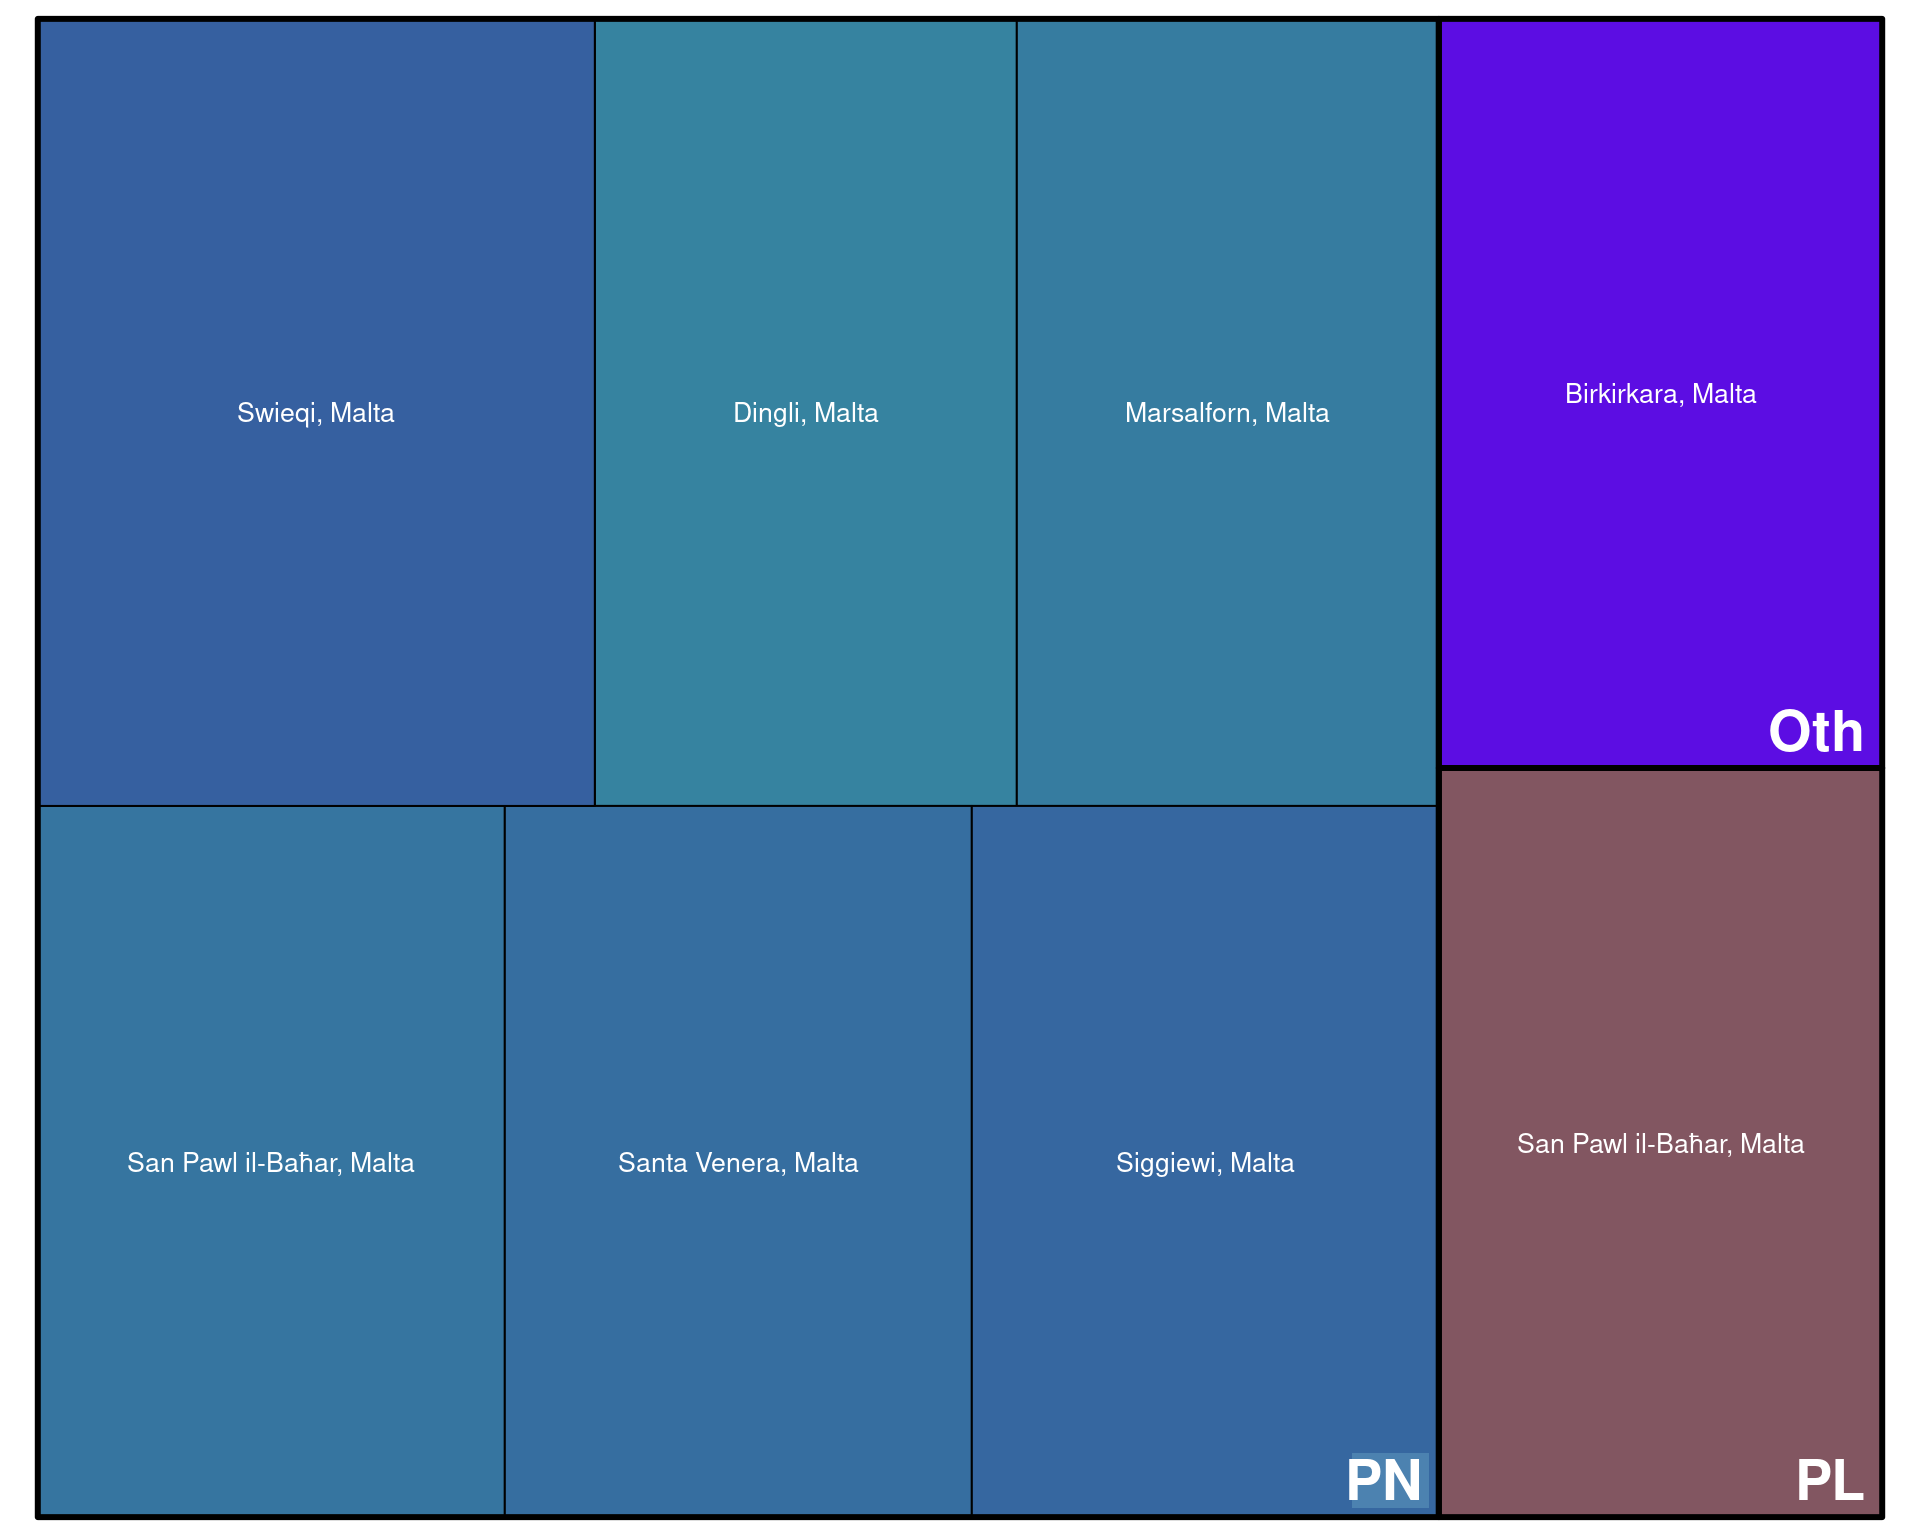 Swieqi, Malta
Dingli, Malta
Marsalforn, Malta
Birkirkara, Malta
Oth
San Pawl il-Baħar, Malta
Santa Venera, Malta
Siggiewi, Malta
PN
San Pawl il-Baħar, Malta
PL